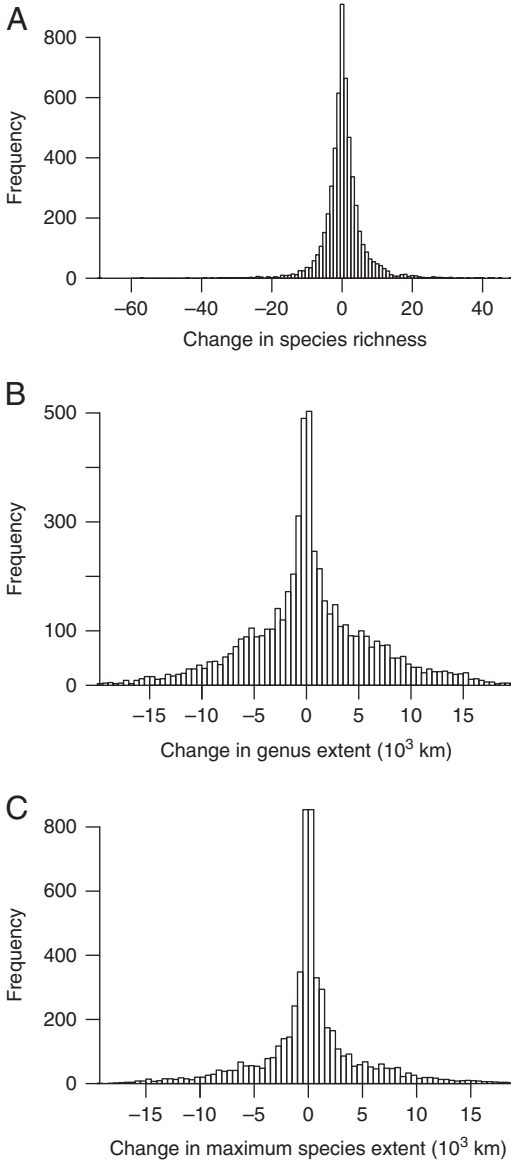 A
800
600
400
200
0
Frequency
−60 −40 −20 0 20 40
Change in species richness
B
500
300
100
0
Frequency
−15 −10 −5 0 5 10 15
Change in genus extent (10³ km)
C
800
600
400
200
0
Frequency
−15 −10 −5 0 5 10 15
Change in maximum species extent (10³ km)